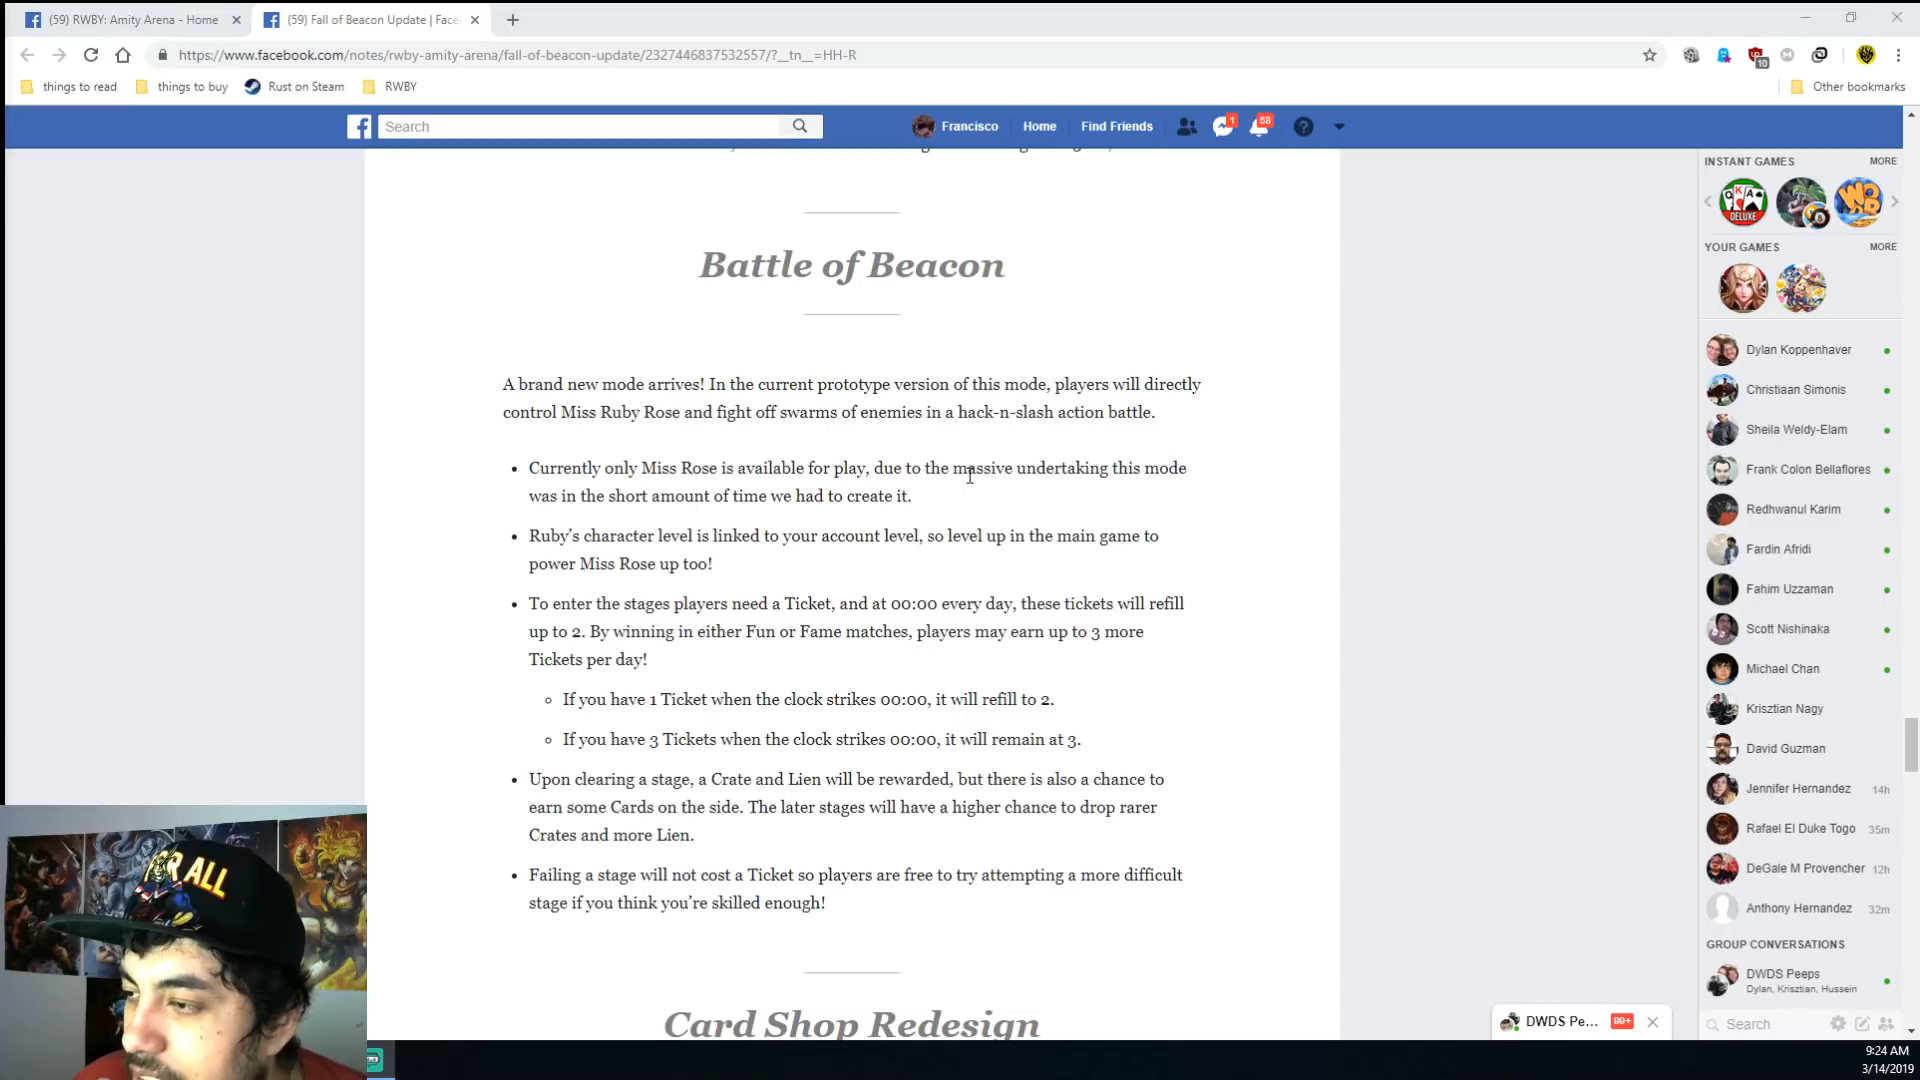 (59) RWBY: Amity Arena - Home
(59) Fall of Beacon Update | Face
https://www.facebook.com/notes/rwby-amity-arena/fall-of-beacon-update/2327446837532557/?__tn__=HH-R
10
things to read
things to buy
Rust on Steam
RWBY
Other bookmarks
Search
Francisco
Home
Find Friends
1
58
Battle of Beacon
A brand new mode arrives! In the current prototype version of this mode, players will directly
control Miss Ruby Rose and fight off swarms of enemies in a hack-n-slash action battle.
• Currently only Miss Rose is available for play, due to the massive undertaking this mode
was in the short amount of time we had to create it.
• Ruby's character level is linked to your account level, so level up in the main game to
power Miss Rose up too!
• To enter the stages players need a Ticket, and at 00:00 every day, these tickets will refill
up to 2. By winning in either Fun or Fame matches, players may earn up to 3 more
Tickets per day!
◦ If you have 1 Ticket when the clock strikes 00:00, it will refill to 2.
◦ If you have 3 Tickets when the clock strikes 00:00, it will remain at 3.
• Upon clearing a stage, a Crate and Lien will be rewarded, but there is also a chance to
earn some Cards on the side. The later stages will have a higher chance to drop rarer
Crates and more Lien.
• Failing a stage will not cost a Ticket so players are free to try attempting a more difficult
stage if you think you're skilled enough!
Card Shop Redesign
INSTANT GAMES
MORE
DELUXE
YOUR GAMES
MORE
Dylan Koppenhaver
Christiaan Simonis
Sheila Weldy-Elam
Frank Colon Bellaflores
Redhwanul Karim
Fardin Afridi
Fahim Uzzaman
Scott Nishinaka
Michael Chan
Krisztian Nagy
David Guzman
Jennifer Hernandez 14h
Rafael El Duke Togo 35m
DeGale M Provencher 12h
Anthony Hernandez 32m
GROUP CONVERSATIONS
DWDS Peeps
Dylan, Krisztian, Hussein
Search
DWDS Pe... 99+
9:24 AM
3/14/2019